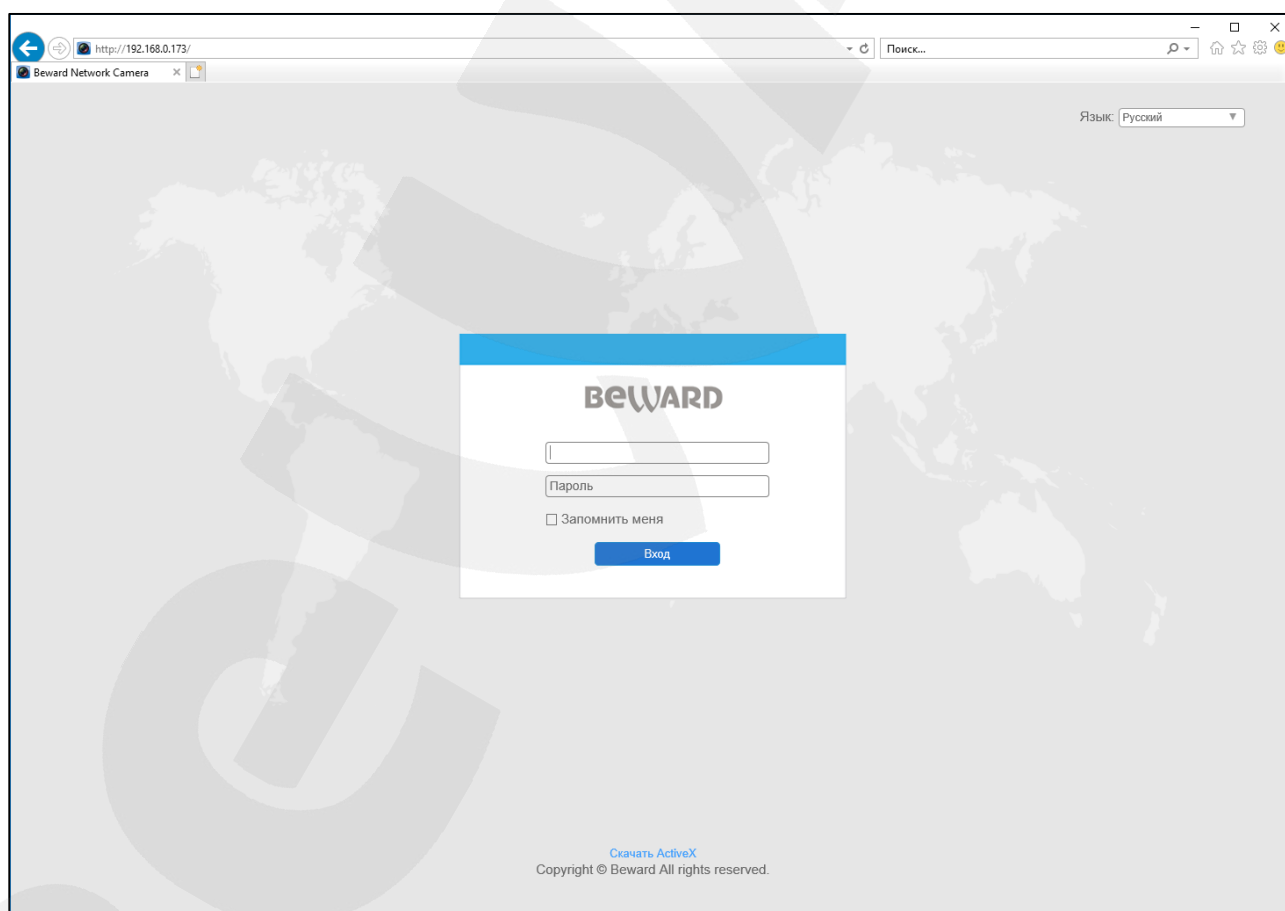 http://192.168.0.173/
Поиск...
Beward Network Camera
Язык: Русский
BEWARD
Пароль
Запомнить меня
Вход
Скачать ActiveX
Copyright © Beward All rights reserved.